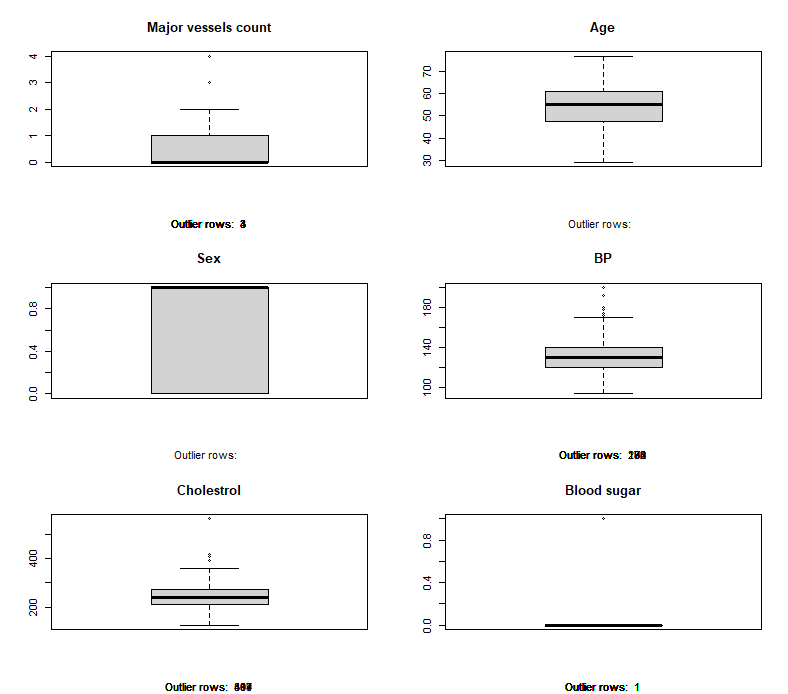 Major vessels count
4
3
2
1
0
Outlier rows:
Age
70
60
50
40
30
Outlier rows:
Sex
0.8
0.4
0.0
Outlier rows:
BP
180
140
100
Outlier rows:
Cholestrol
400
200
Outlier rows:
Blood sugar
0.8
0.4
0.0
Outlier rows: 1